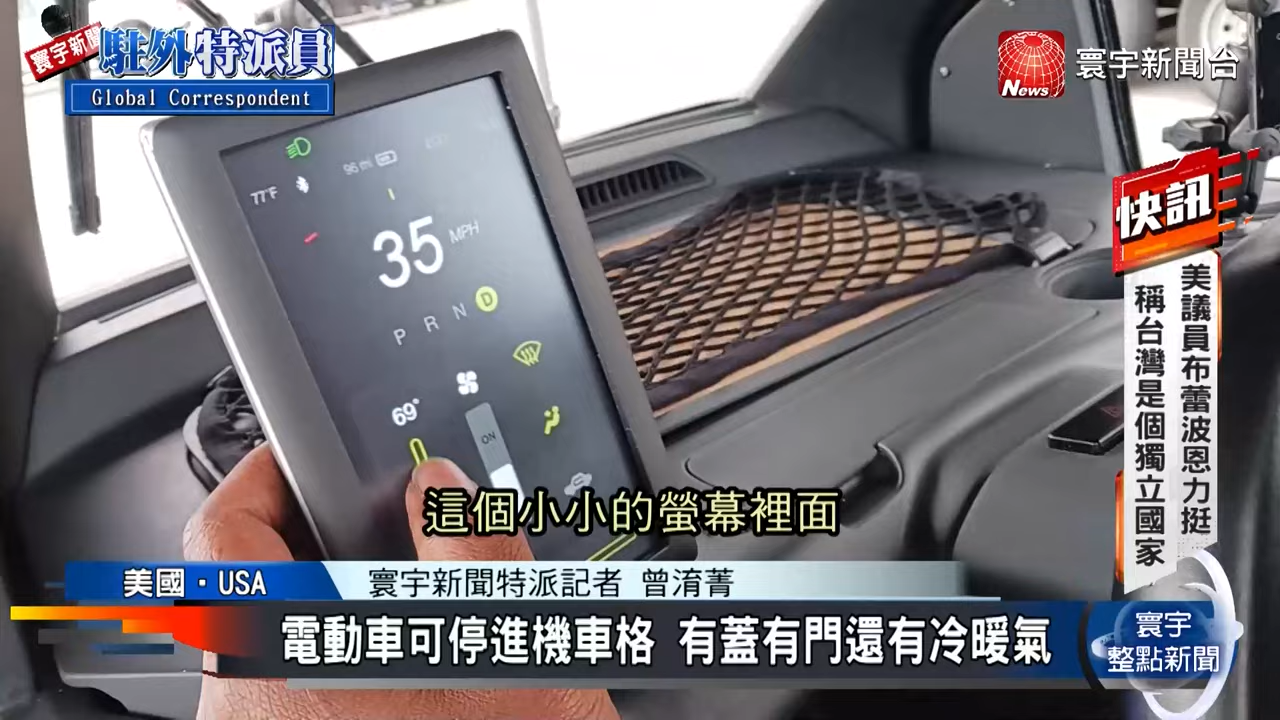 寰宇新聞
駐外特派員
Global Correspondent
News
寰宇新聞台
快訊
美議員布蕾波恩力挺
稱台灣是個獨立國家
77°F
96 mi
35 MPH
P R N D
69°
ON
這個小小的螢幕裡面
美國・USA
寰宇新聞特派記者 曾淯菁
電動車可停進機車格 有蓋有門還有冷暖氣
寰宇
整點新聞